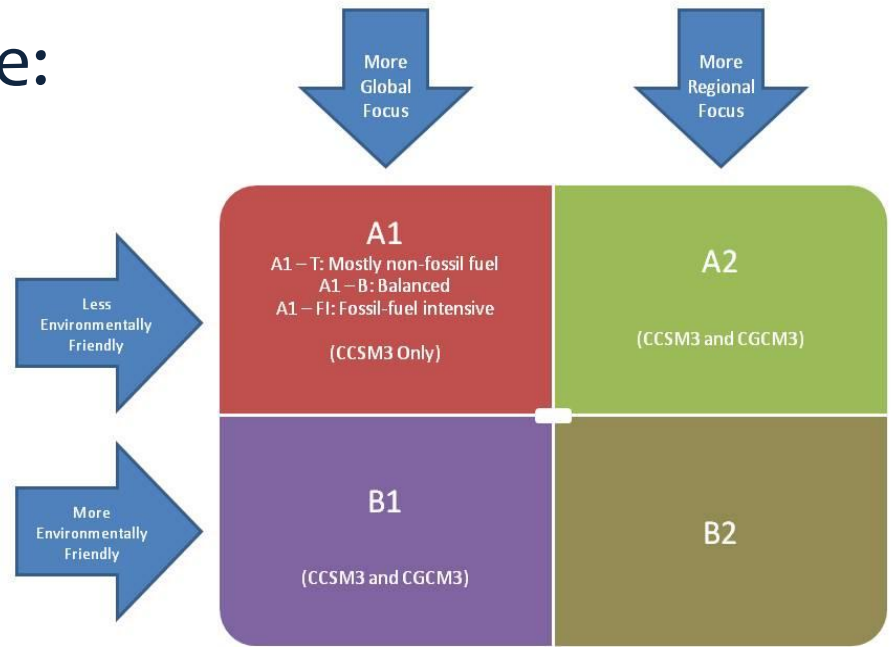 e:
More
Global
Focus
More
Regional
Focus
Less
Environmentally
Friendly
A1
A1 – T: Mostly non-fossil fuel
A1 – B: Balanced
A1 – FI: Fossil-fuel intensive
(CCSM3 Only)
A2
(CCSM3 and CGCM3)
More
Environmentally
Friendly
B1
(CCSM3 and CGCM3)
B2